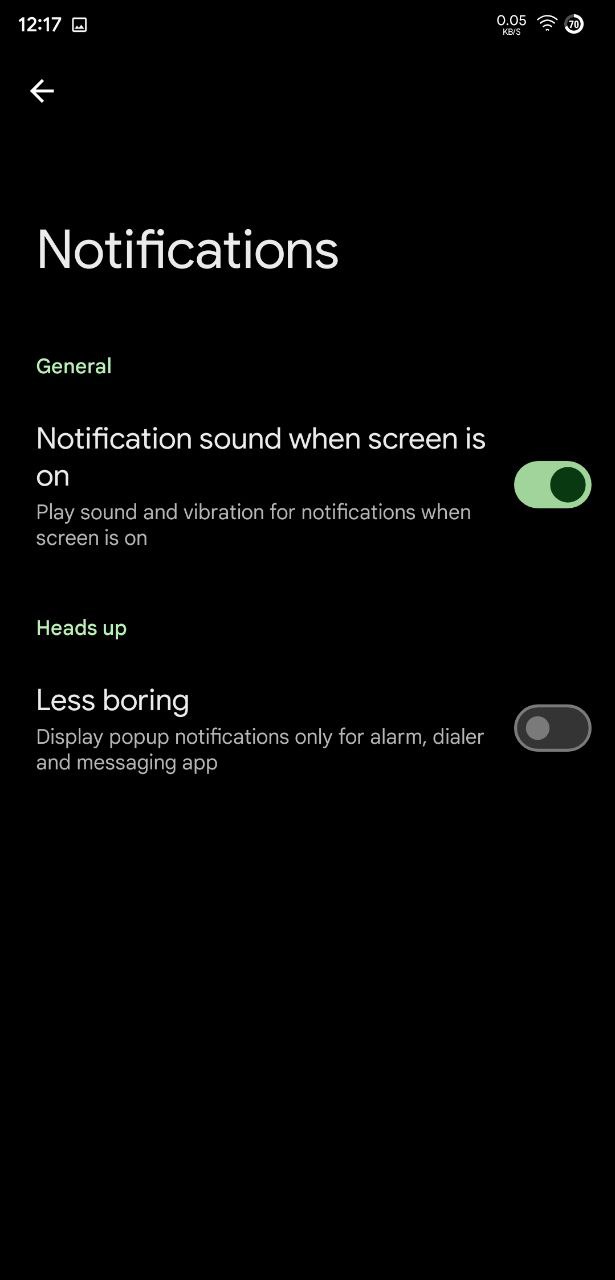 12:17
0.05
KB/S
70
Notifications
General
Notification sound when screen is
on
Play sound and vibration for notifications when
screen is on
Heads up
Less boring
Display popup notifications only for alarm, dialer
and messaging app